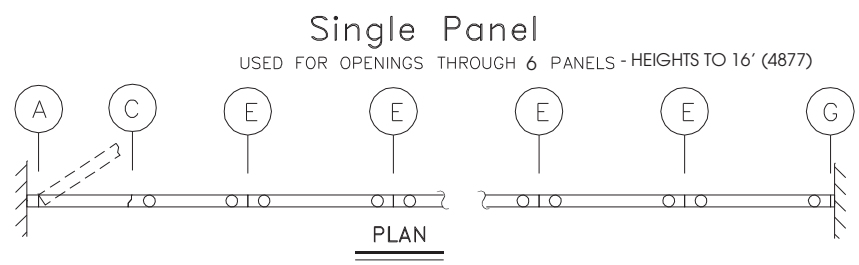 Single Panel
USED FOR OPENINGS THROUGH 6 PANELS - HEIGHTS TO 16' (4877)
A C E E E E G
PLAN